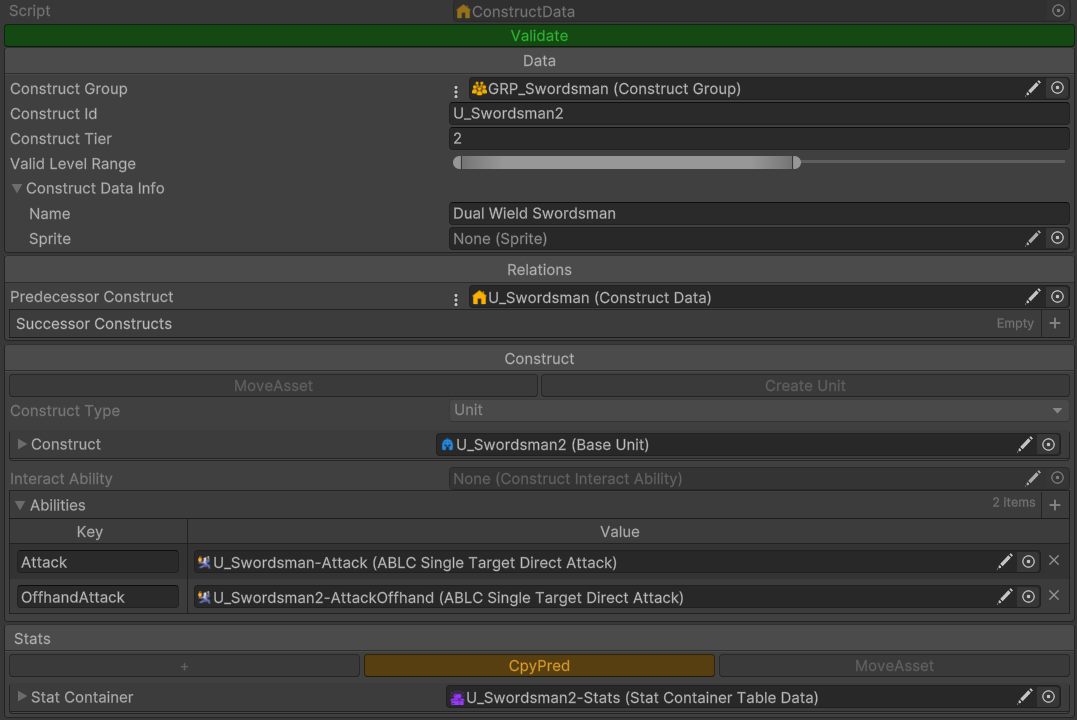 Script ConstructData
Validate
Data
Construct Group GRP_Swordsman (Construct Group)
Construct Id U_Swordsman2
Construct Tier 2
Valid Level Range
Construct Data Info
Name Dual Wield Swordsman
Sprite None (Sprite)
Relations
Predecessor Construct U_Swordsman (Construct Data)
Successor Constructs Empty +
Construct
MoveAsset Create Unit
Construct Type Unit
Construct U_Swordsman2 (Base Unit)
Interact Ability None (Construct Interact Ability)
Abilities 2 items +
Key Value
Attack U_Swordsman-Attack (ABLC Single Target Direct Attack)
OffhandAttack U_Swordsman2-AttackOffhand (ABLC Single Target Direct Attack)
Stats
+ CpyPred MoveAsset
Stat Container U_Swordsman2-Stats (Stat Container Table Data)